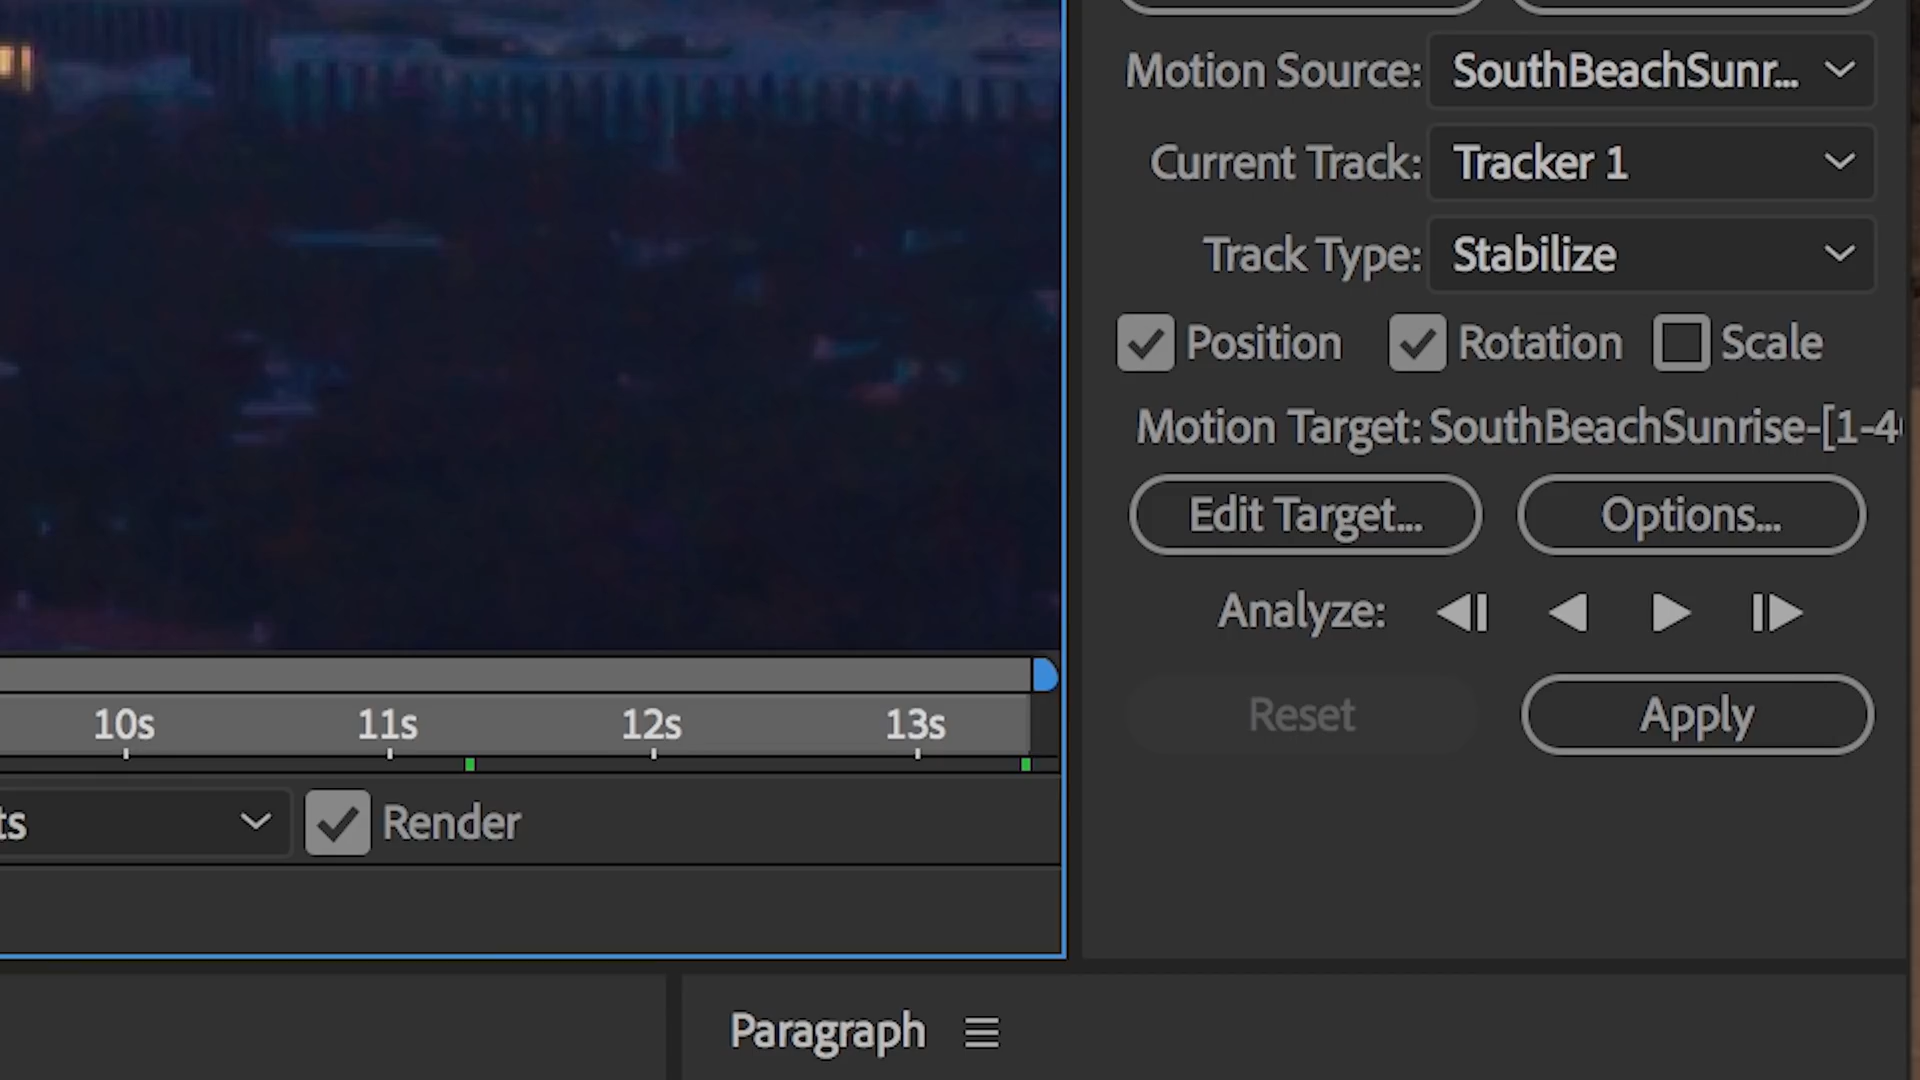 Motion Source: SouthBeachSunr...
Current Track: Tracker 1
Track Type: Stabilize
Position Rotation Scale
Motion Target: SouthBeachSunrise-[1-4
Edit Target... Options...
Analyze:
Reset Apply
10s 11s 12s 13s
ts Render
Paragraph